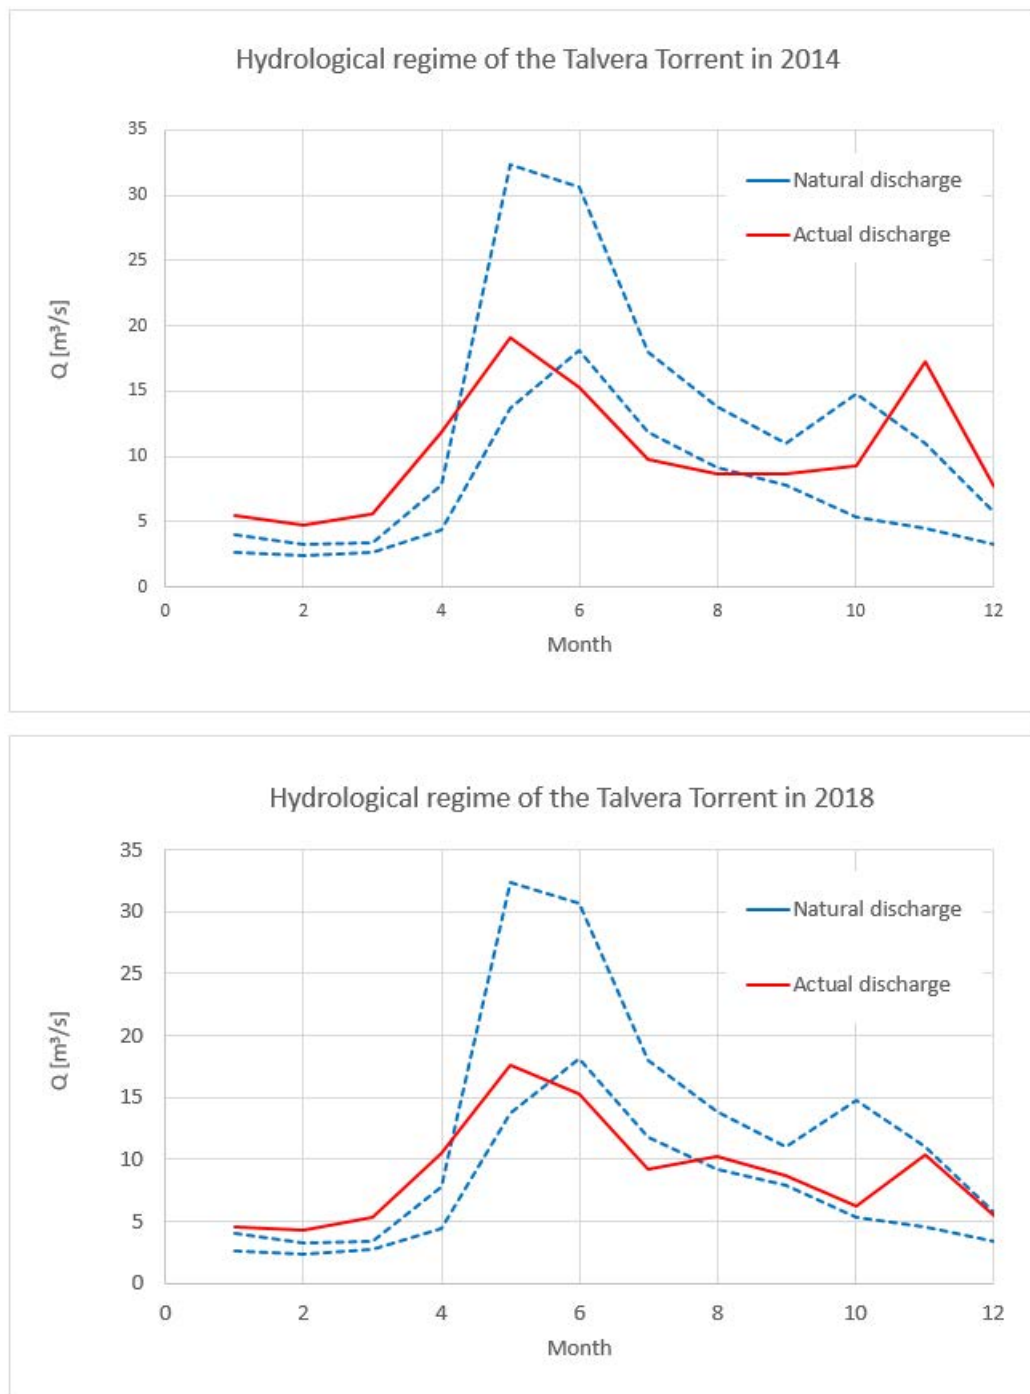 Hydrological regime of the Talvera Torrent in 2014
35
30
25
20
15
10
5
0
Q [m³/s]
Natural discharge
Actual discharge
0 2 4 6 8 10 12
Month
Hydrological regime of the Talvera Torrent in 2018
35
30
25
20
15
10
5
0
Q [m³/s]
Natural discharge
Actual discharge
0 2 4 6 8 10 12
Month